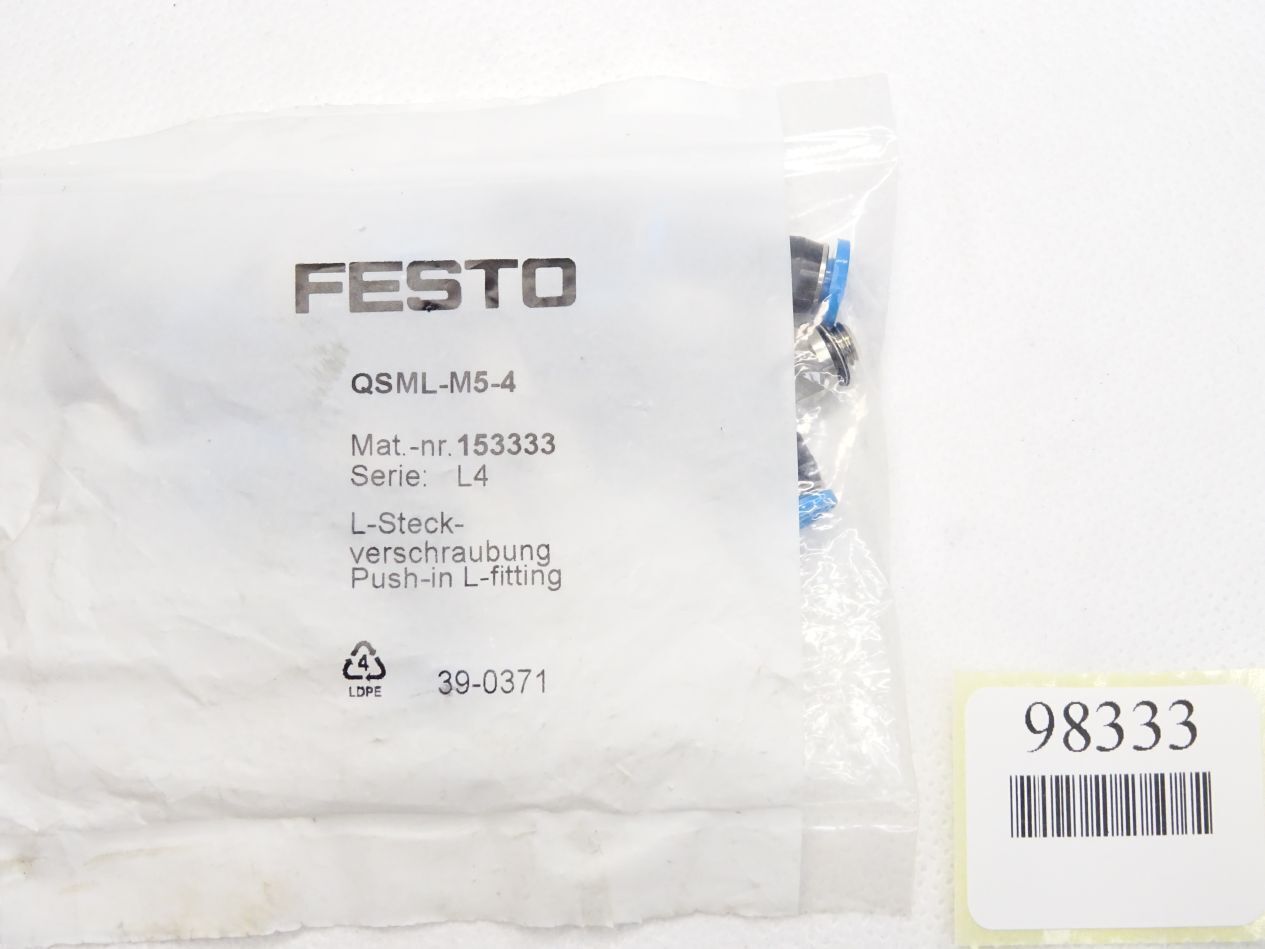 FESTO
QSML-M5-4
Mat.-nr. 153333
Serie: L4
L-Steck-
verschraubung
Push-in L-fitting
4
LDPE
39-0371
98333